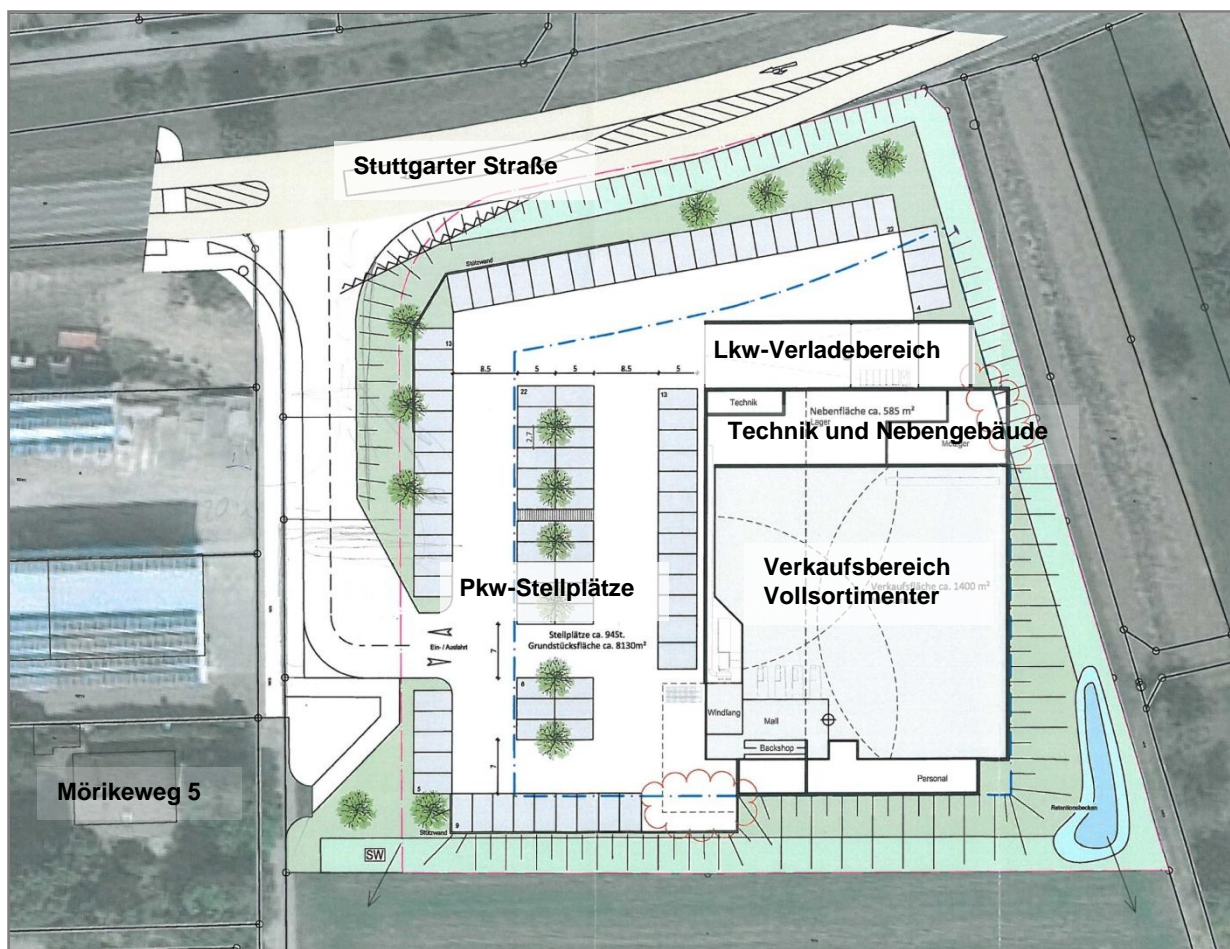 Stuttgarter Straße
Stützwand
22
4
13
8.5
5
5
8.5
5
Lkw-Verladebereich
22
2,7
13
Technik
Nebenfläche ca. 585 m²
Lager
Technik und Nebengebäude
Verkaufsbereich
Verkaufsfläche ca. 1400 m²
Vollsortimenter
Pkw-Stellplätze
Stellplätze ca. 94St.
Grundstücksfläche ca. 8130m²
Ein-/ Ausfahrt
7
6
Windfang
Mall
Backshop
7
Personal
Mörikeweg 5
5
9
Stützwand
Retentionsbecken
SW